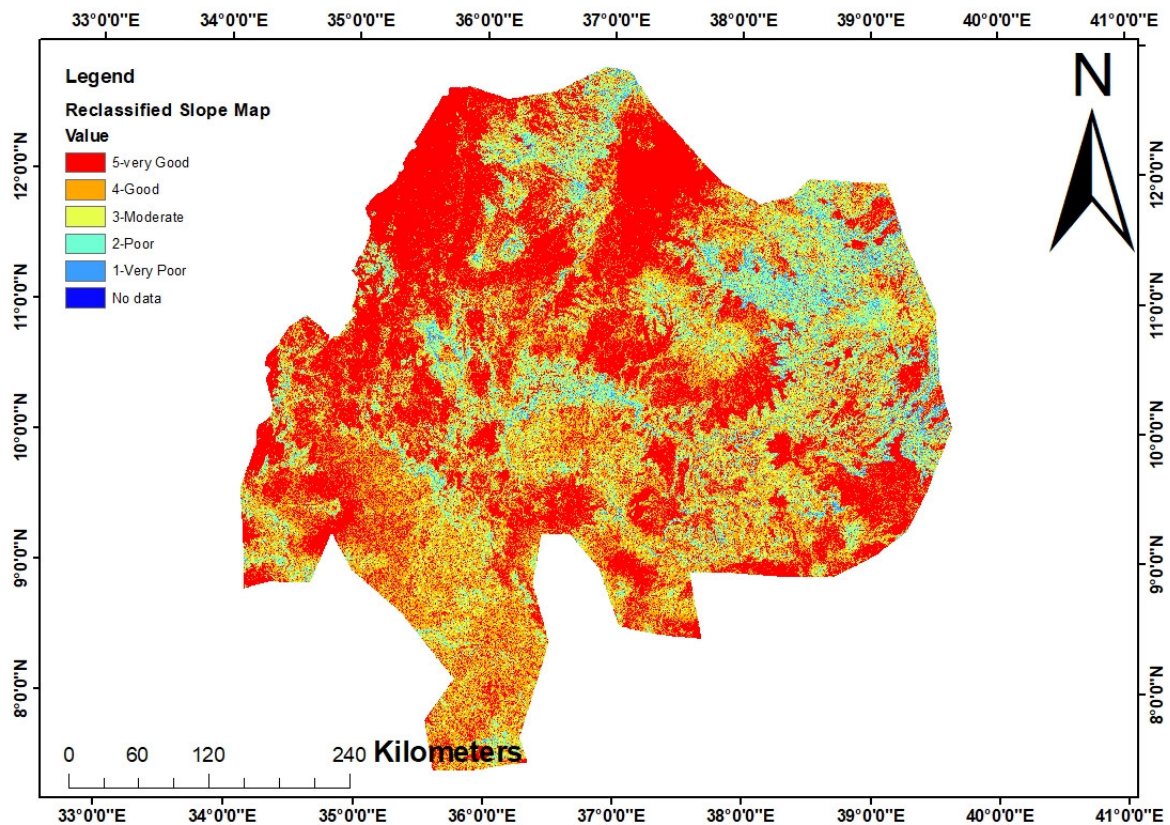 33°0'0"E 34°0'0"E 35°0'0"E 36°0'0"E 37°0'0"E 38°0'0"E 39°0'0"E 40°0'0"E 41°0'0"E
Legend
Reclassified Slope Map
Value
5-very Good
4-Good
3-Moderate
2-Poor
1-Very Poor
No data
N
12°0'0"N
11°0'0"N
10°0'0"N
9°0'0"N
8°0'0"N
12°0'0"N
11°0'0"N
10°0'0"N
9°0'0"N
8°0'0"N
0 60 120 240 Kilometers
33°0'0"E 34°0'0"E 35°0'0"E 36°0'0"E 37°0'0"E 38°0'0"E 39°0'0"E 40°0'0"E 41°0'0"E